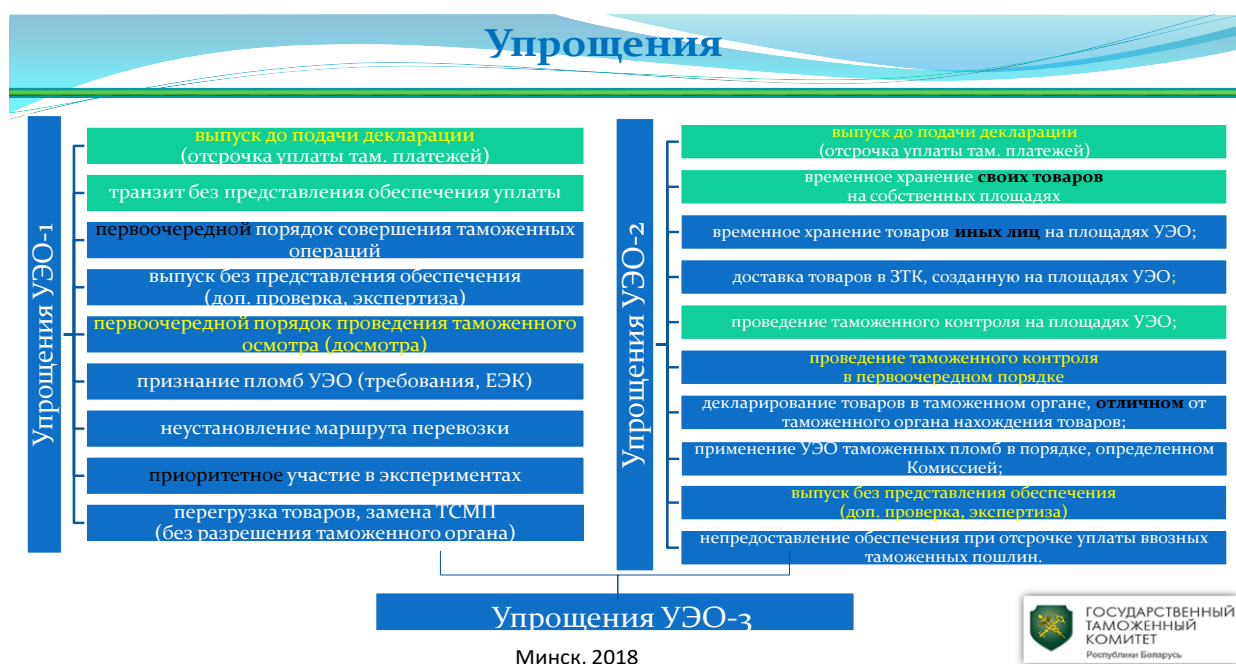 Упрощения
Упрощения УЭО-1
выпуск до подачи декларации
(отсрочка уплаты там. платежей)
транзит без представления обеспечения уплаты
первоочередной порядок совершения таможенных
операций
выпуск без представления обеспечения
(доп. проверка, экспертиза)
первоочередной порядок проведения таможенного
осмотра (досмотра)
признание пломб УЭО (требования, ЕЭК)
неустановление маршрута перевозки
приоритетное участие в экспериментах
перегрузка товаров, замена ТСМП
(без разрешения таможенного органа)
Упрощения УЭО-2
выпуск до подачи декларации
(отсрочка уплаты там. платежей)
временное хранение своих товаров
на собственных площадях
временное хранение товаров иных лиц на площадях УЭО;
доставка товаров в ЗТК, созданную на площадях УЭО;
проведение таможенного контроля на площадях УЭО;
проведение таможенного контроля
в первоочередном порядке
декларирование товаров в таможенном органе, отличном от
таможенного органа нахождения товаров;
применение УЭО таможенных пломб в порядке, определенном
Комиссией;
выпуск без представления обеспечения
(доп. проверка, экспертиза)
непредоставление обеспечения при отсрочке уплаты ввозных
таможенных пошлин.
Упрощения УЭО-3
Минск, 2018
ГОСУДАРСТВЕННЫЙ
ТАМОЖЕННЫЙ
КОМИТЕТ
Республики Беларусь